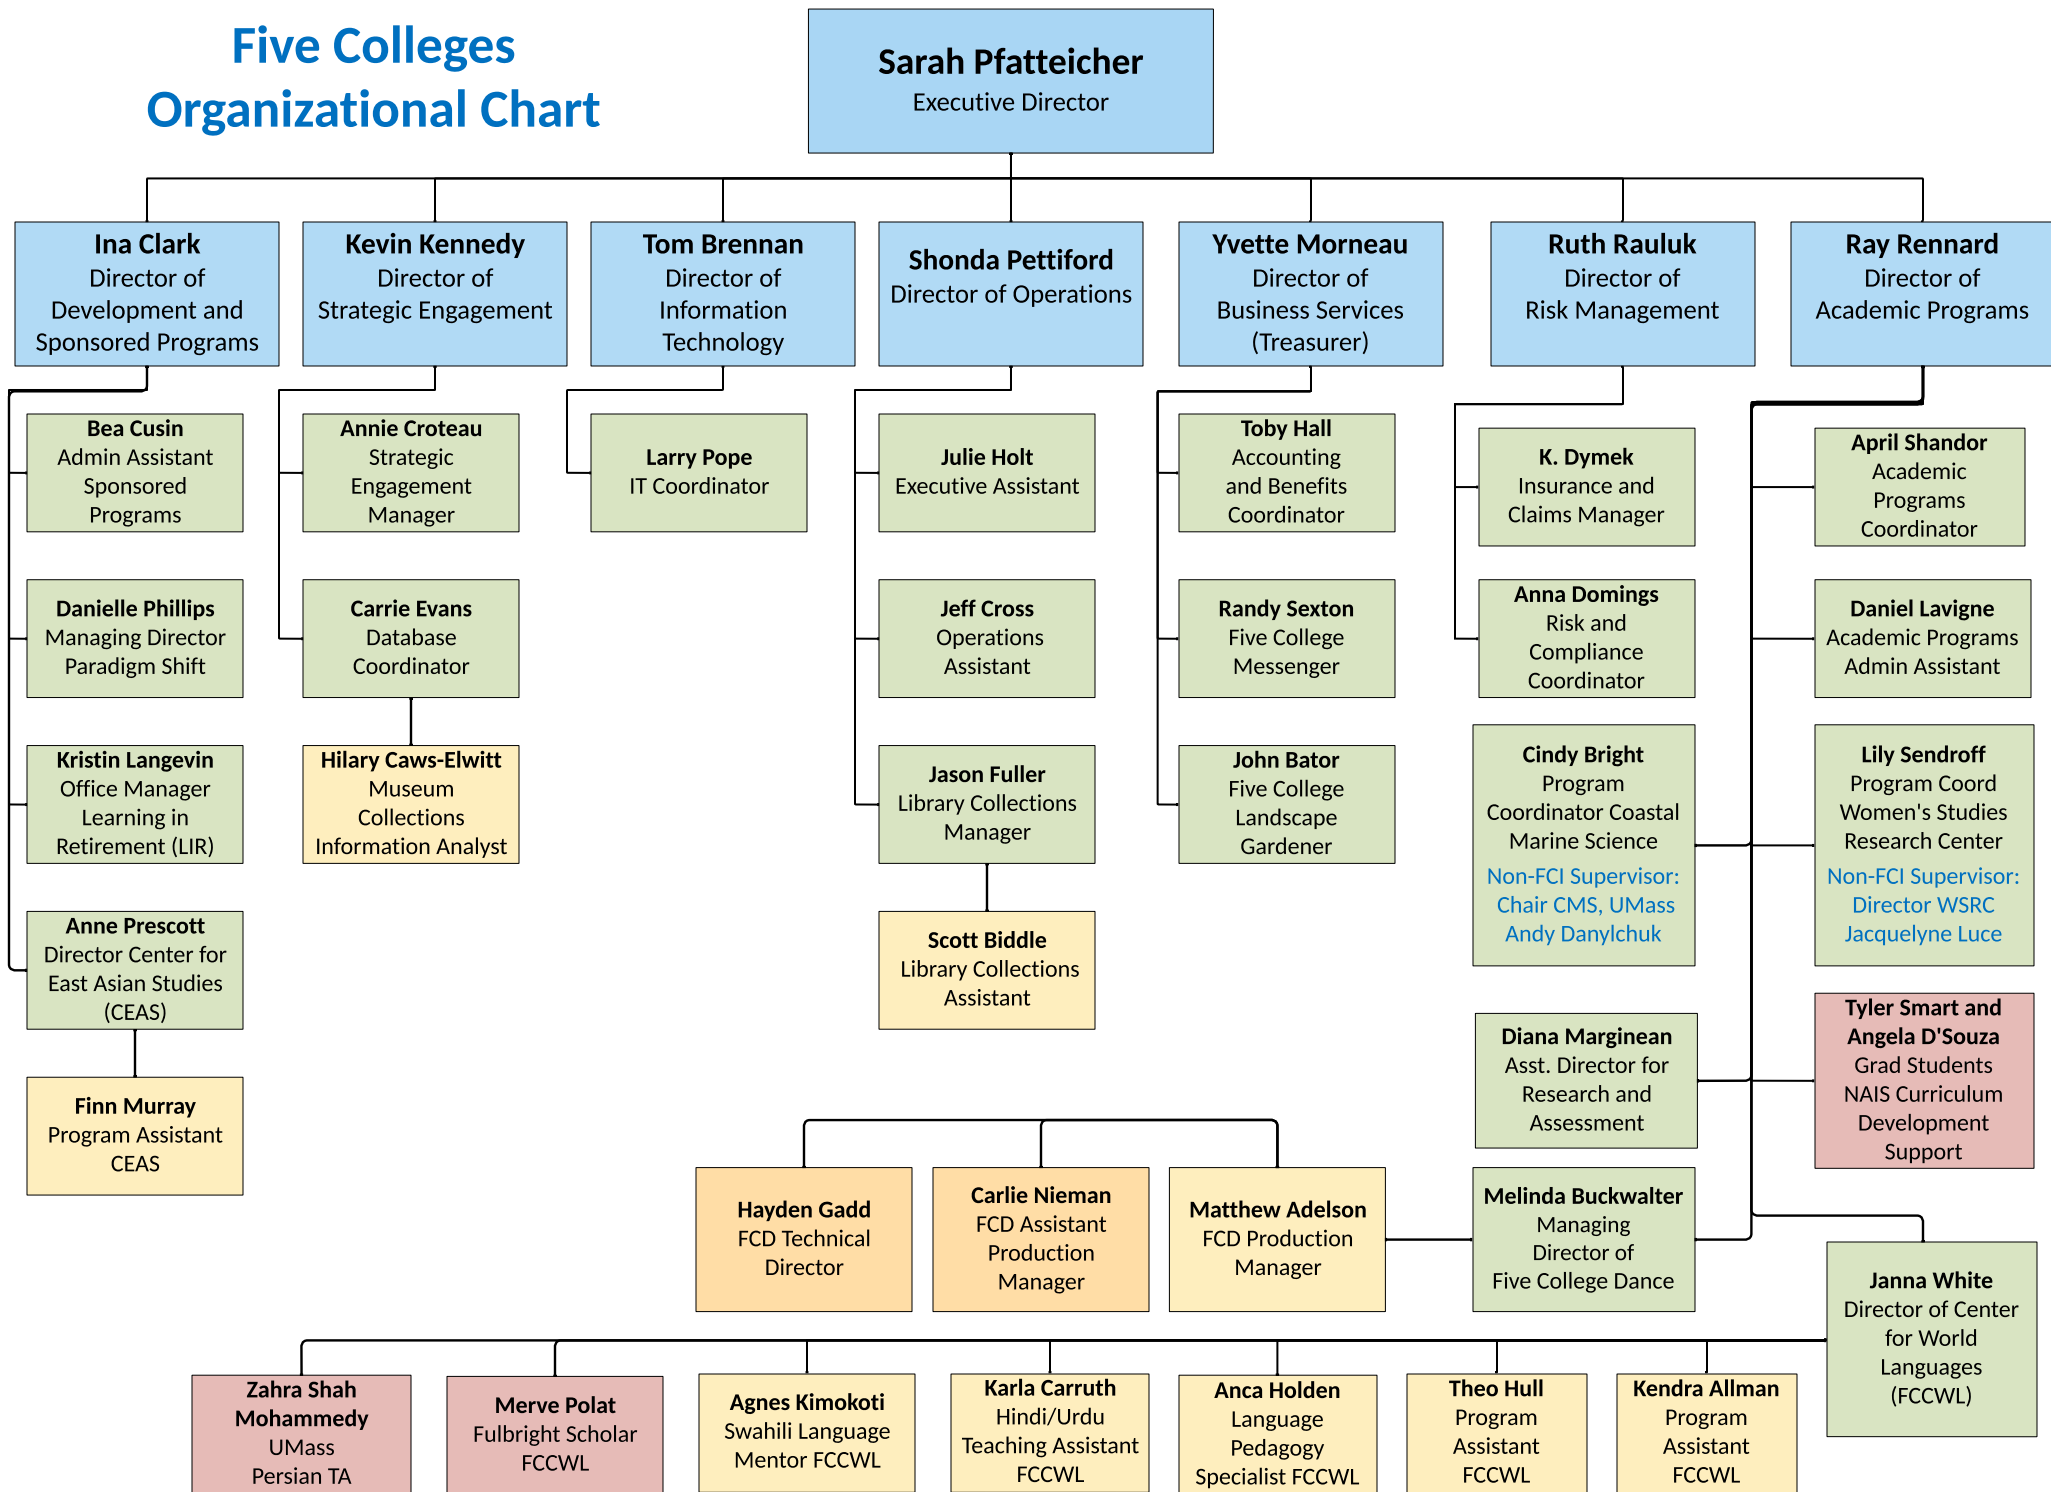 Five Colleges
Organizational Chart
Sarah Pfatteicher
Executive Director
Ina Clark
Director of
Development and
Sponsored Programs
Kevin Kennedy
Director of
Strategic Engagement
Tom Brennan
Director of
Information
Technology
Shonda Pettiford
Director of Operations
Yvette Morneau
Director of
Business Services
(Treasurer)
Ruth Rauluk
Director of
Risk Management
Ray Rennard
Director of
Academic Programs
Bea Cusin
Admin Assistant
Sponsored
Programs
Annie Croteau
Strategic
Engagement
Manager
Larry Pope
IT Coordinator
Julie Holt
Executive Assistant
Toby Hall
Accounting
and Benefits
Coordinator
K. Dymek
Insurance and
Claims Manager
April Shandor
Academic
Programs
Coordinator
Danielle Phillips
Managing Director
Paradigm Shift
Carrie Evans
Database
Coordinator
Jeff Cross
Operations
Assistant
Randy Sexton
Five College
Messenger
Anna Domings
Risk and
Compliance
Coordinator
Daniel Lavigne
Academic Programs
Admin Assistant
Kristin Langevin
Office Manager
Learning in
Retirement (LIR)
Hilary Caws-Elwitt
Museum
Collections
Information Analyst
Jason Fuller
Library Collections
Manager
John Bator
Five College
Landscape
Gardener
Cindy Bright
Program
Coordinator Coastal
Marine Science
Non-FCI Supervisor:
Chair CMS, UMass
Andy Danylchuk
Lily Sendroff
Program Coord
Women's Studies
Research Center
Non-FCI Supervisor:
Director WSRC
Jacquelyne Luce
Anne Prescott
Director Center for
East Asian Studies
(CEAS)
Scott Biddle
Library Collections
Assistant
Diana Marginean
Asst. Director for
Research and
Assessment
Tyler Smart and
Angela D'Souza
Grad Students
NAIS Curriculum
Development
Support
Finn Murray
Program Assistant
CEAS
Hayden Gadd
FCD Technical
Director
Carlie Nieman
FCD Assistant
Production
Manager
Matthew Adelson
FCD Production
Manager
Melinda Buckwalter
Managing
Director of
Five College Dance
Janna White
Director of Center
for World
Languages
(FCCWL)
Zahra Shah
Mohammedy
UMass
Persian TA
Merve Polat
Fulbright Scholar
FCCWL
Agnes Kimokoti
Swahili Language
Mentor FCCWL
Karla Carruth
Hindi/Urdu
Teaching Assistant
FCCWL
Anca Holden
Language
Pedagogy
Specialist FCCWL
Theo Hull
Program
Assistant
FCCWL
Kendra Allman
Program
Assistant
FCCWL